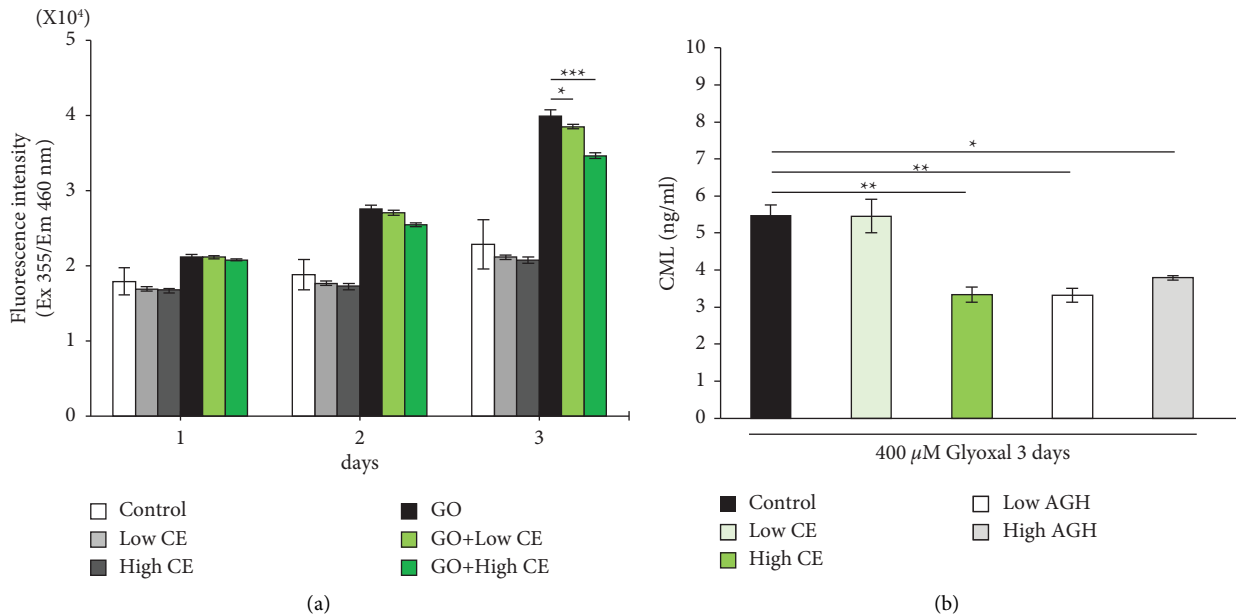 (X10⁴)
5
4
3
2
1
0
Fluorescence intensity
(Ex 355/Em 460 nm)
***
*
1
2
3
days
Control
Low CE
High CE
GO
GO+Low CE
GO+High CE
(a)
10
9
8
7
6
5
4
3
2
1
0
CML (ng/ml)
*
**
**
400 μM Glyoxal 3 days
Control
Low CE
High CE
Low AGH
High AGH
(b)